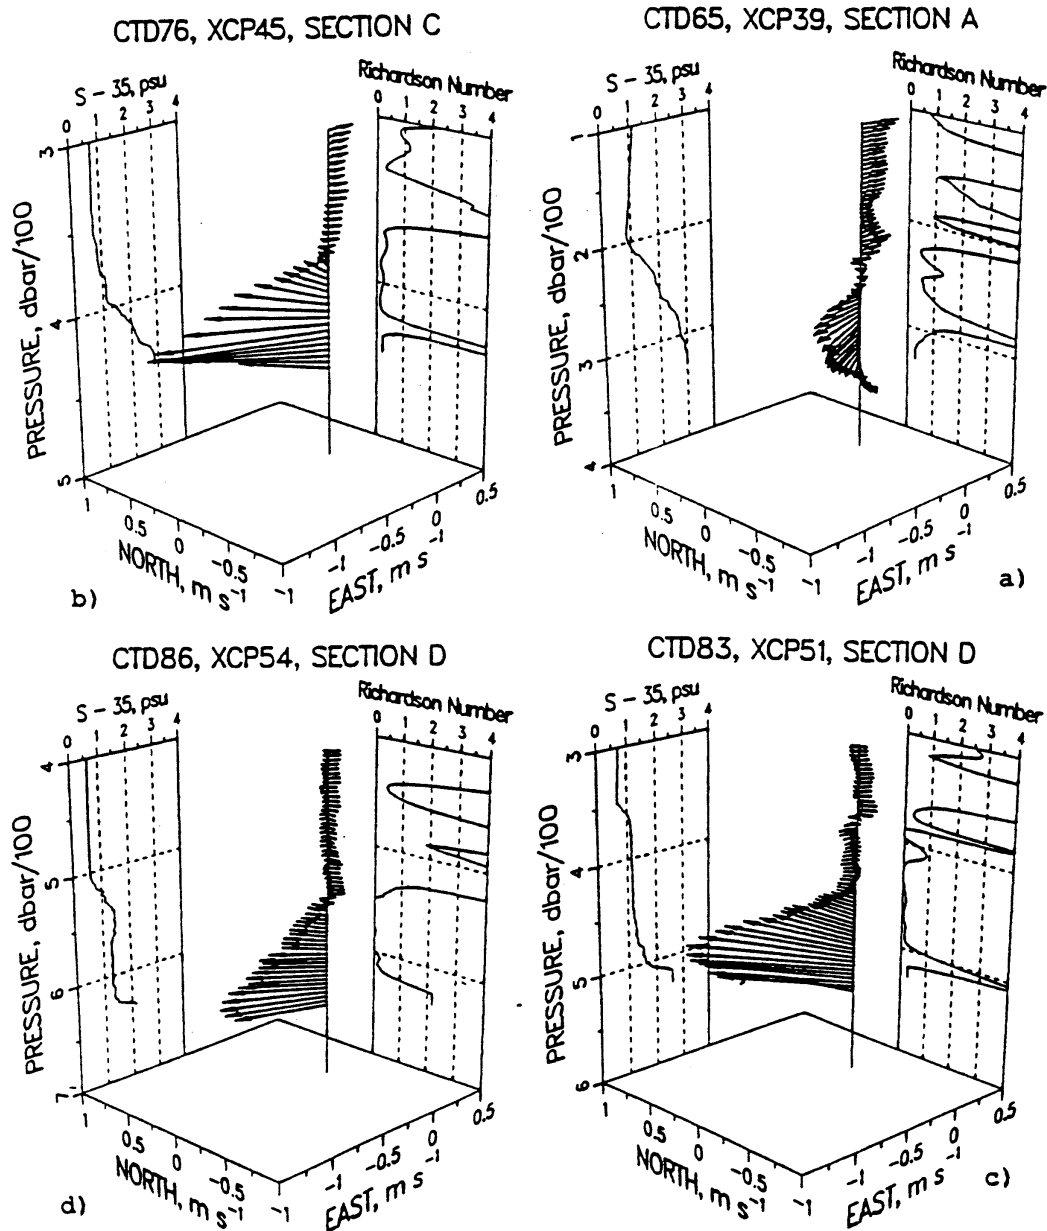 CTD76, XCP45, SECTION C
S - 35, psu
0 1 2 3 4
Richardson Number
0 1 2 3 4
PRESSURE, dbar/100
3
4
5
1 0.5 0 -0.5 -1
NORTH, m s-1
-1 -0.5 0 0.5
EAST, m s-1
b)
CTD65, XCP39, SECTION A
S - 35, psu
0 1 2 3 4
Richardson Number
0 1 2 3 4
PRESSURE, dbar/100
1
2
3
4
1 0.5 0 -0.5 -1
NORTH, m s-1
-1 -0.5 0 0.5
EAST, m s-1
a)
CTD86, XCP54, SECTION D
S - 35, psu
0 1 2 3 4
Richardson Number
0 1 2 3 4
PRESSURE, dbar/100
4
5
6
7
1 0.5 0 -0.5 -1
NORTH, m s-1
-1 -0.5 0 0.5
EAST, m s-1
d)
CTD83, XCP51, SECTION D
S - 35, psu
0 1 2 3 4
Richardson Number
0 1 2 3 4
PRESSURE, dbar/100
3
4
5
6
1 0.5 0 -0.5 -1
NORTH, m s-1
-1 -0.5 0 0.5
EAST, m s-1
c)